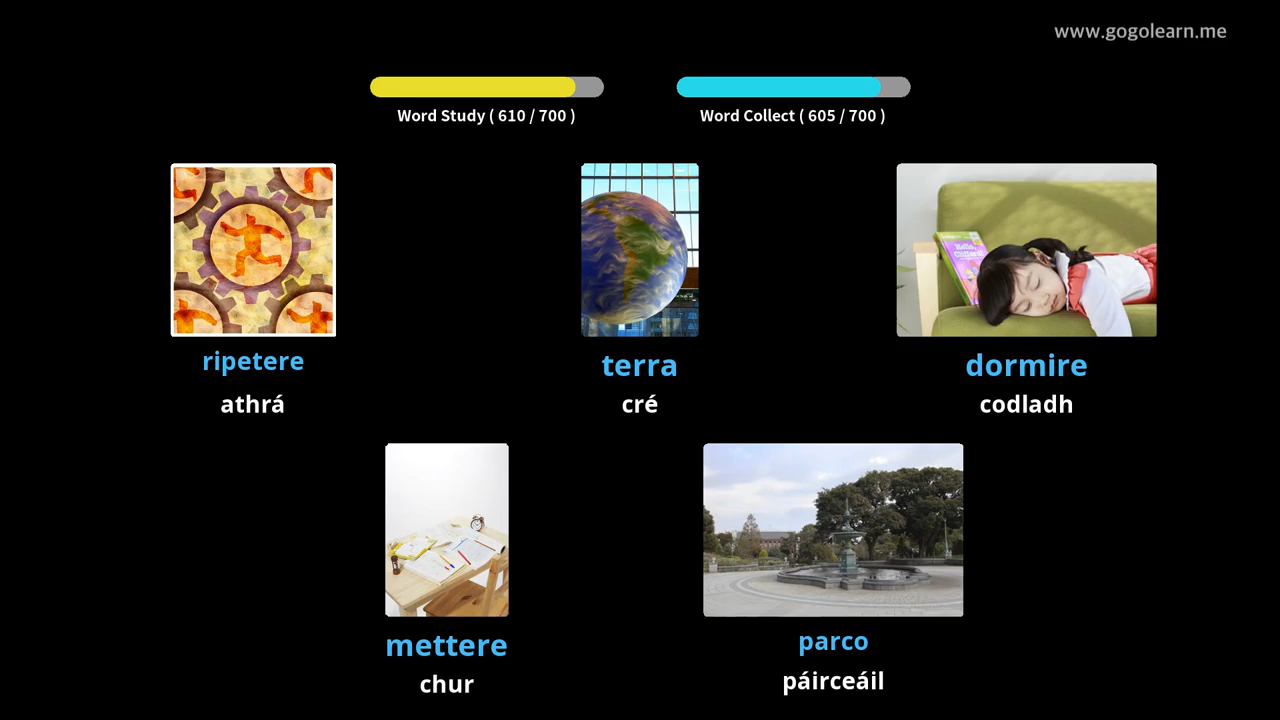 www.gogolearn.me
Word Study ( 610 / 700 )
Word Collect ( 605 / 700 )
ripetere
terra
dormire
athrá
cré
codladh
mettere
parco
chur
páirceáil